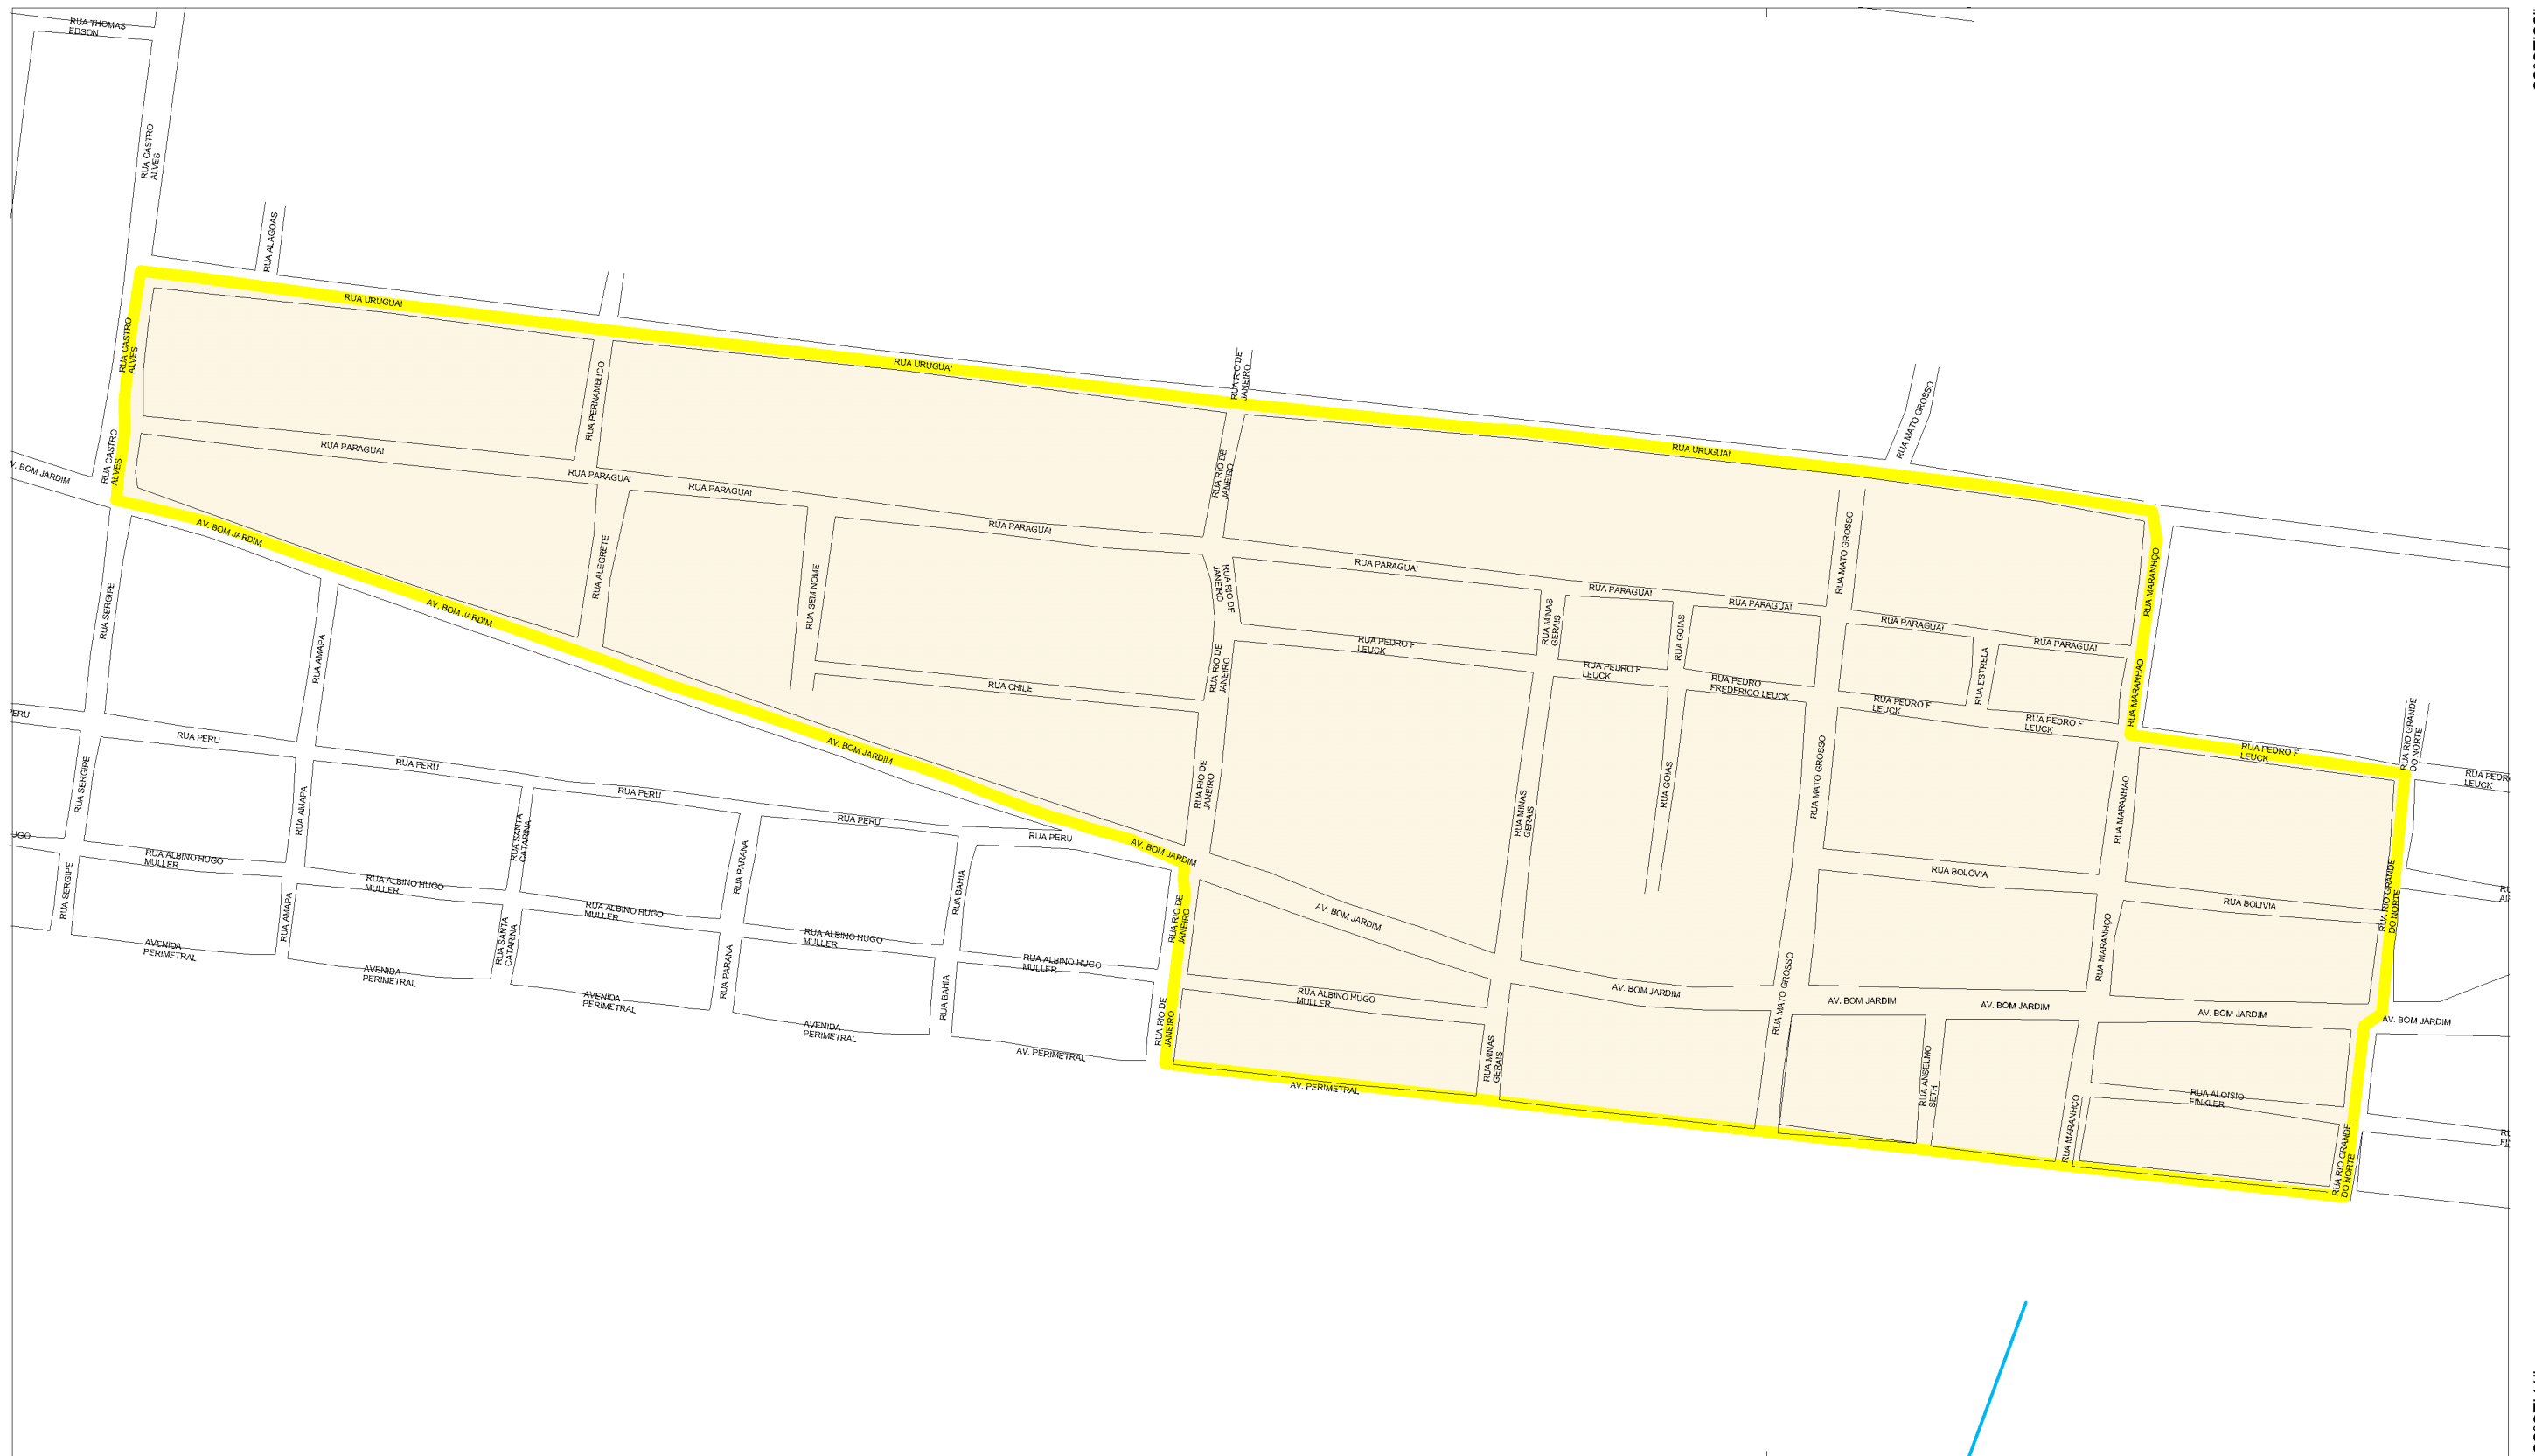 RUA THOMAS
EDSON
RUA CASTRO
ALVES
RUA ALAGOAS
RUA URUGUAI
RUA CASTRO
ALVES
RUA URUGUAI
RUA RIO DE
JANEIRO
RUA MATO GROSSO
RUA PERNAMBUCO
RUA URUGUAI
RUA CASTRO
ALVES
RUA PARAGUAI
RUA PARAGUAI
RUA PARAGUAI
RUA RIO DE
JANEIRO
AV. BOM JARDIM
AV. BOM JARDIM
RUA PARAGUAI
RUA MATO GROSSO
RUA ALEGRETE
RUA SEM NOME
RUA RIO DE
JANEIRO
RUA PARAGUAI
RUA PARAGUAI
RUA PARAGUAI
RUA PARAGUAI
RUA PARAGUAI
RUA MARANHÇO
RUA SERGIPE
AV. BOM JARDIM
RUA AMAPA
RUA MINAS
GERAIS
RUA GOIAS
RUA PEDRO F
LEUCK
RUA PEDRO F
LEUCK
RUA PEDRO
FREDERICO LEUCK
RUA ESTRELA
RUA PEDRO F
LEUCK
RUA PEDRO F
LEUCK
RUA MARANHAO
RUA RIO DE
JANEIRO
RUA CHILE
ERU
RUA PERU
RUA PERU
AV. BOM JARDIM
RUA PEDRO F
LEUCK
RUA RIO GRANDE
DO NORTE
RUA PEDR
LEUCK
RUA SERGIPE
RUA AMAPA
RUA PERU
RUA PERU
RUA PERU
RUA SANTA
CATARINA
RUA PARANA
RUA BAHIA
AV. BOM JARDIM
RUA RIO DE
JANEIRO
RUA MINAS
GERAIS
RUA GOIAS
RUA MATO GROSSO
RUA MARANHAO
RUA BOLÓVIA
RUA BOLIVIA
RUA RIO GRANDE
DO NORTE
UGO
RUA ALBINO HUGO
MULLER
RUA ALBINO HUGO
MULLER
RUA ALBINO HUGO
MULLER
RUA ALBINO HUGO
MULLER
RUA ALBINO HUGO
MULLER
RUA SERGIPE
RUA AMAPA
RUA SANTA
CATARINA
RUA PARANA
RUA BAHIA
RUA RIO DE
JANEIRO
AV. BOM JARDIM
RUA MARANHÇO
AVENIDA
PERIMETRAL
AVENIDA
PERIMETRAL
AVENIDA
PERIMETRAL
AVENIDA
PERIMETRAL
AV. PERIMETRAL
RUA RIO DE
JANEIRO
RUA ALBINO HUGO
MULLER
AV. BOM JARDIM
RUA MATO GROSSO
AV. BOM JARDIM
AV. BOM JARDIM
AV. BOM JARDIM
AV. BOM JARDIM
RUA MINAS
GERAIS
AV. PERIMETRAL
RUA ANSELMO
SETH
RUA MARANHÇO
RUA ALOISIO
FINKLER
RUA RIO GRANDE
DO NORTE